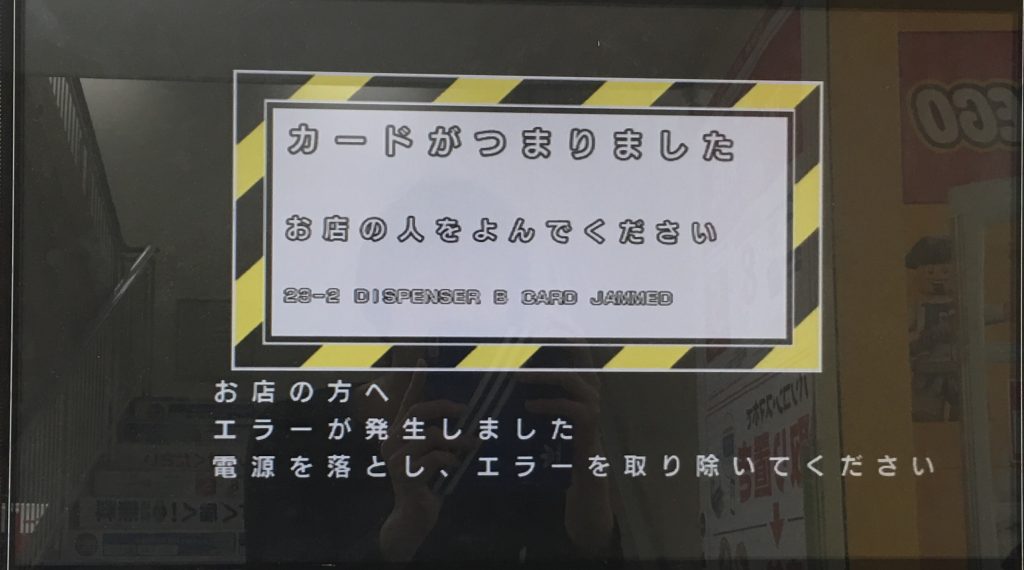 カードがつまりました
お店の人をよんでください
23-2 DISPENSER B CARD JAMMED
お店の方へ
エラーが発生しました
電源を落とし、エラーを取り除いてください